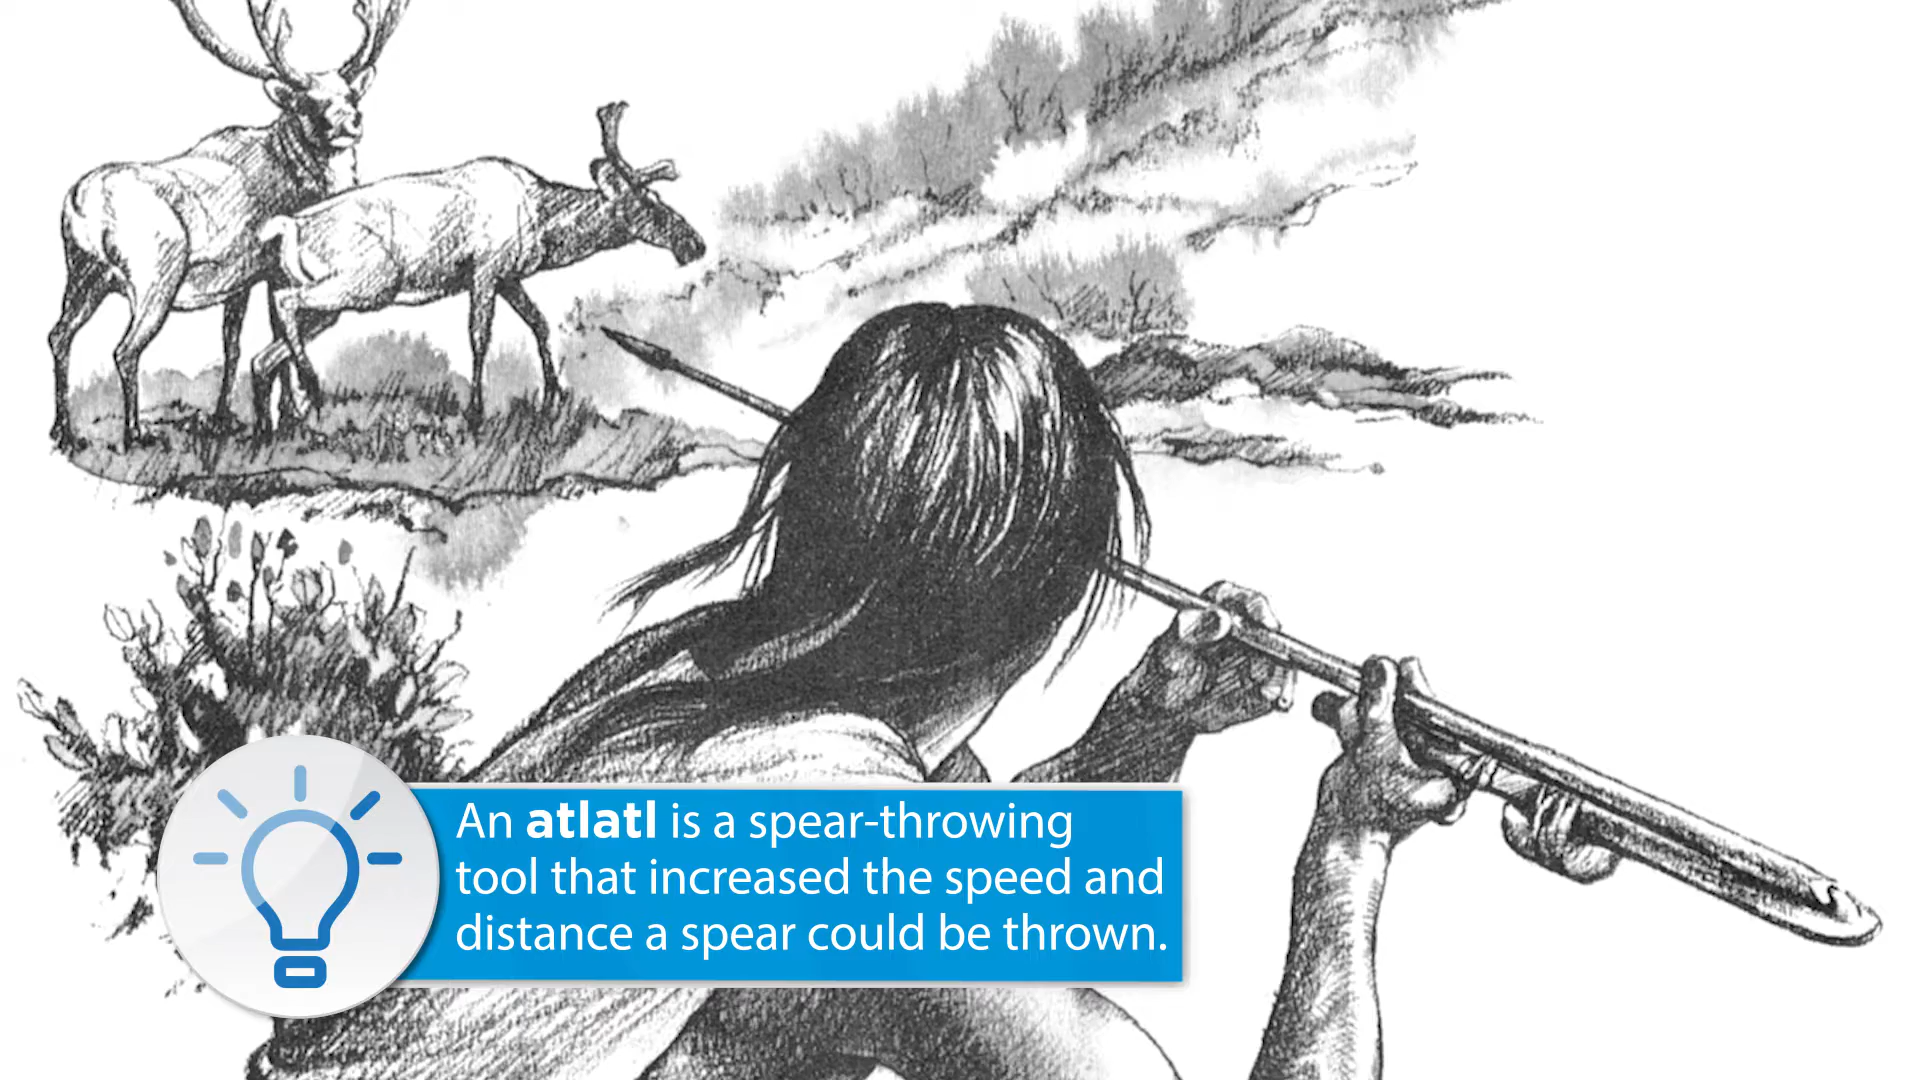 An atlatl is a spear-throwing
tool that increased the speed and
distance a spear could be thrown.